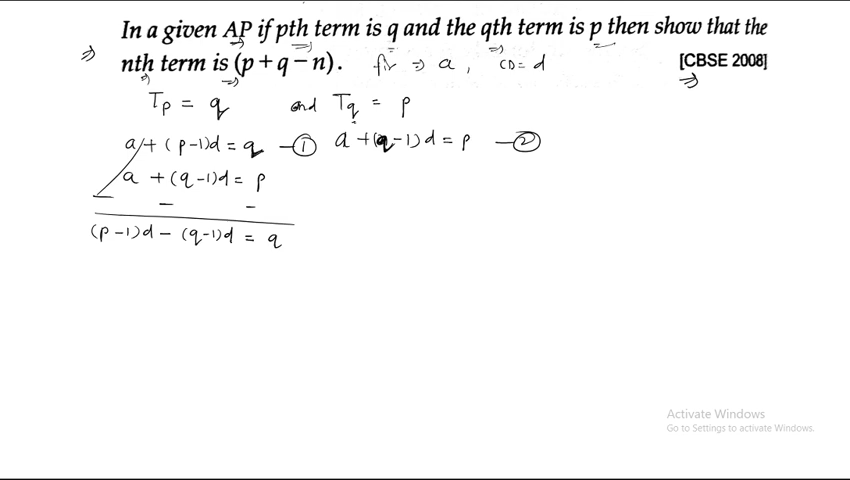 In a given AP if pth term is q and the qth term is p then show that the
nth term is (p + q − n). ⇒ a, CD = d [CBSE 2008]
Tp = q and Tq = p
a + (p-1)d = q —① a + (q-1)d = p —②
a + (q-1)d = p
— — —
(p-1)d - (q-1)d = q
Activate Windows
Go to Settings to activate Windows.